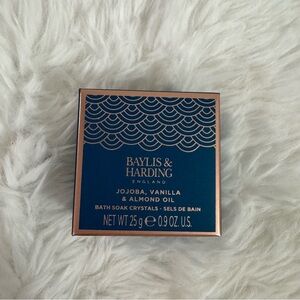 BAYLIS &
HARDING
ENGLAND
JOJOBA, VANILLA
& ALMOND OIL
BATH SOAK CRYSTALS - SELS DE BAIN
NET WT 25 g ℮ 0.9 OZ. U.S.